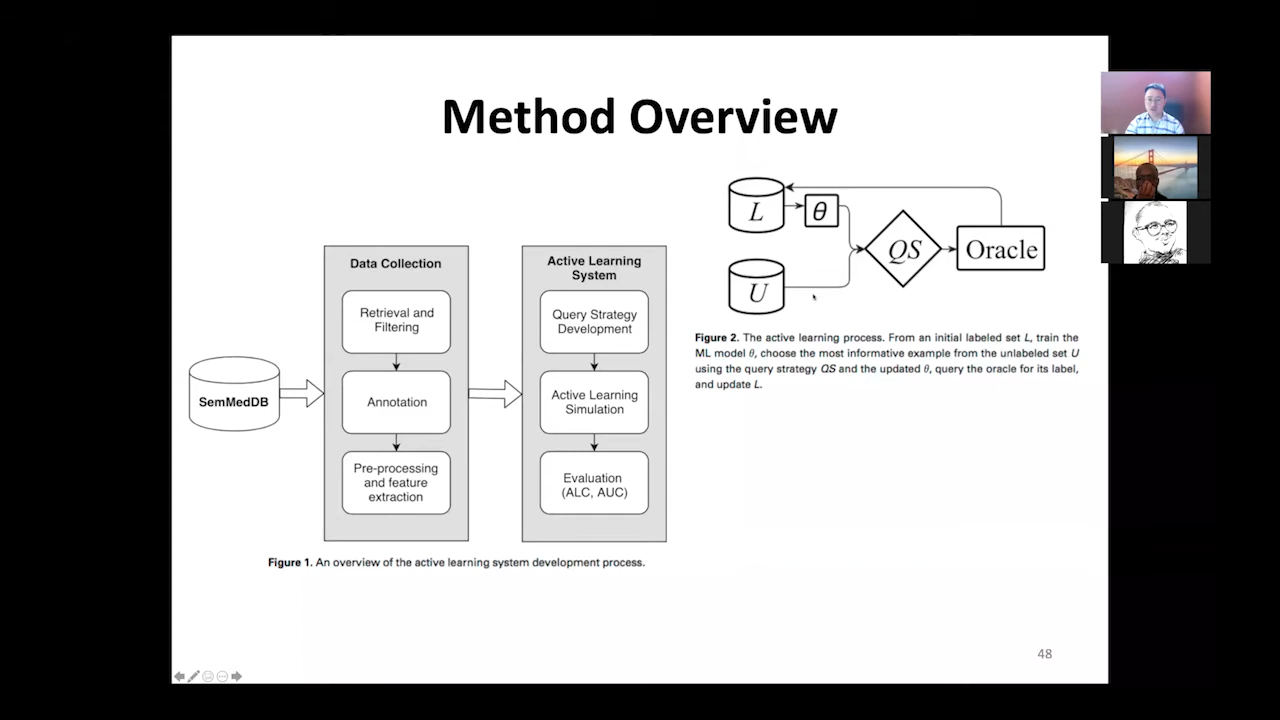 Method Overview
L
θ
U
QS
Oracle
Figure 2. The active learning process. From an initial labeled set L, train the
ML model θ, choose the most informative example from the unlabeled set U
using the query strategy QS and the updated θ, query the oracle for its label,
and update L.
SemMedDB
Data Collection
Retrieval and
Filtering
Annotation
Pre-processing
and feature
extraction
Active Learning
System
Query Strategy
Development
Active Learning
Simulation
Evaluation
(ALC, AUC)
Figure 1. An overview of the active learning system development process.
48